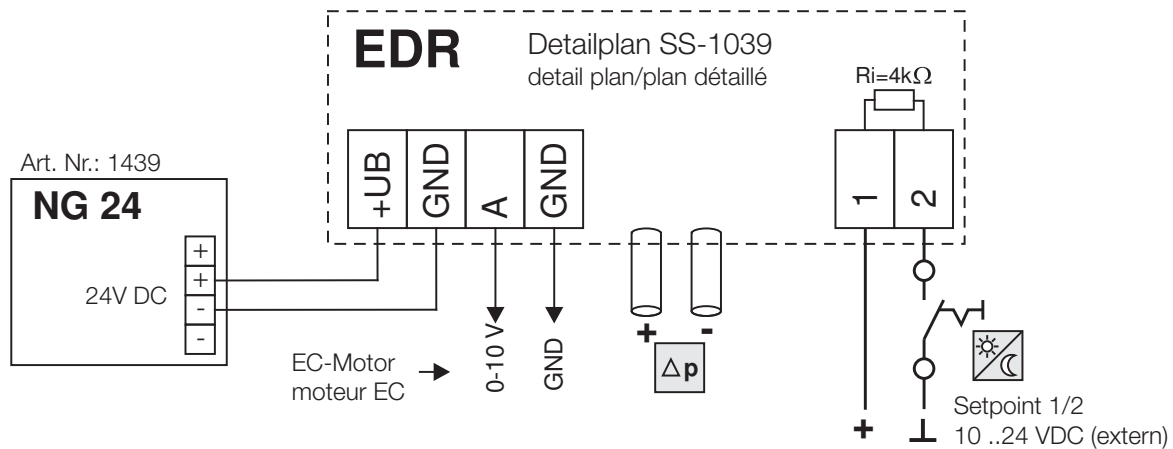 EDR
Detailplan SS-1039
detail plan/plan détaillé
Ri=4kΩ
+UB
GND
A
GND
1
2
Art. Nr.: 1439
NG 24
24V DC
+
+
-
-
EC-Motor
moteur EC
0-10 V
GND
+
-
△p
+
Setpoint 1/2
10 ..24 VDC (extern)